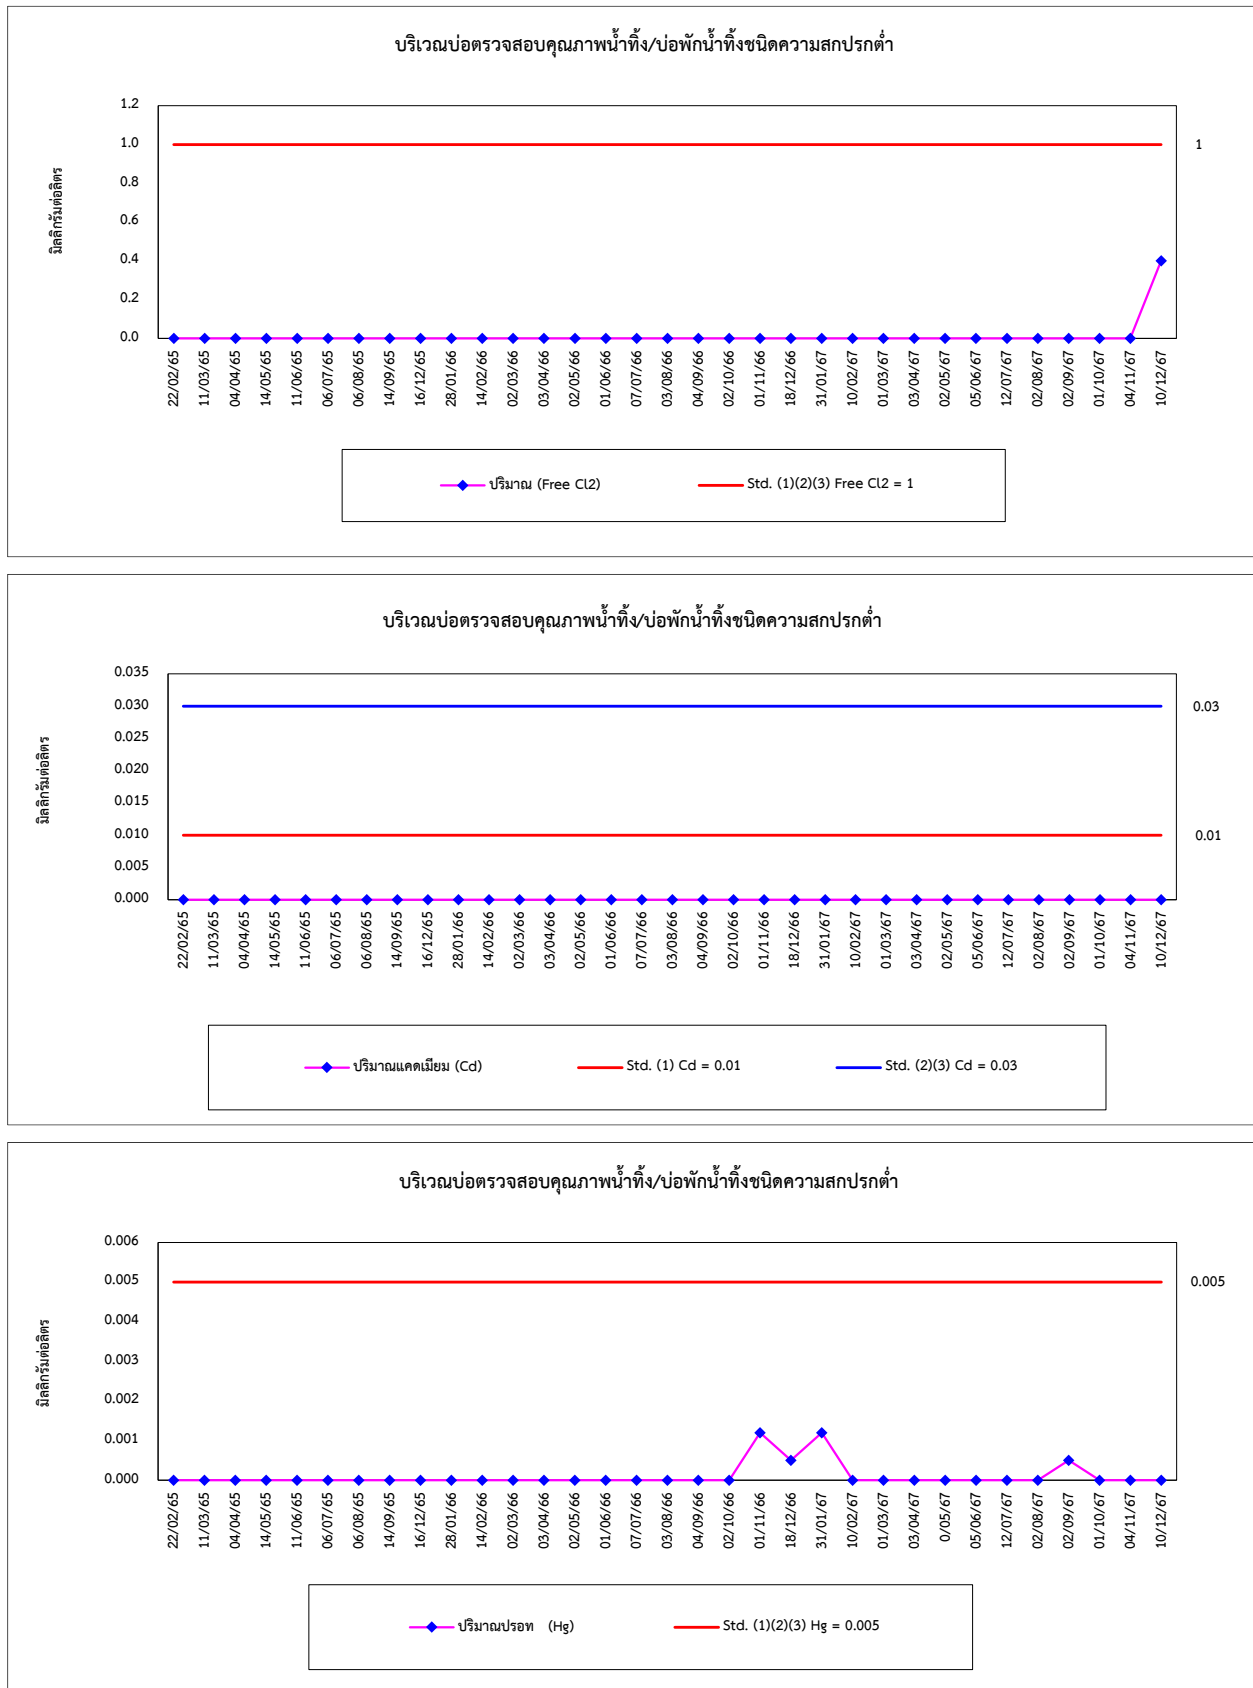 บริเวณบ่อตรวจสอบคุณภาพน้ำทิ้ง/บ่อพักน้ำทิ้งชนิดความสกปรกต่ำ
มิลลิกรัมต่อลิตร
1.2
1.0
0.8
0.6
0.4
0.2
0.0
1
22/02/65 11/03/65 04/04/65 14/05/65 11/06/65 06/07/65 06/08/65 14/09/65 16/12/65 28/01/66 14/02/66 02/03/66 03/04/66 02/05/66 01/06/66 07/07/66 03/08/66 04/09/66 02/10/66 01/11/66 18/12/66 31/01/67 10/02/67 01/03/67 03/04/67 02/05/67 05/06/67 12/07/67 02/08/67 02/09/67 01/10/67 04/11/67 10/12/67
ปริมาณ (Free Cl2) Std. (1)(2)(3) Free Cl2 = 1
บริเวณบ่อตรวจสอบคุณภาพน้ำทิ้ง/บ่อพักน้ำทิ้งชนิดความสกปรกต่ำ
มิลลิกรัมต่อลิตร
0.035
0.030
0.025
0.020
0.015
0.010
0.005
0.000
0.03
0.01
22/02/65 11/03/65 04/04/65 14/05/65 11/06/65 06/07/65 06/08/65 14/09/65 16/12/65 28/01/66 14/02/66 02/03/66 03/04/66 02/05/66 01/06/66 07/07/66 03/08/66 04/09/66 02/10/66 01/11/66 18/12/66 31/01/67 10/02/67 01/03/67 03/04/67 02/05/67 05/06/67 12/07/67 02/08/67 02/09/67 01/10/67 04/11/67 10/12/67
ปริมาณแคดเมียม (Cd) Std. (1) Cd = 0.01 Std. (2)(3) Cd = 0.03
บริเวณบ่อตรวจสอบคุณภาพน้ำทิ้ง/บ่อพักน้ำทิ้งชนิดความสกปรกต่ำ
มิลลิกรัมต่อลิตร
0.006
0.005
0.004
0.003
0.002
0.001
0.000
0.005
22/02/65 11/03/65 04/04/65 14/05/65 11/06/65 06/07/65 06/08/65 14/09/65 16/12/65 28/01/66 14/02/66 02/03/66 03/04/66 02/05/66 01/06/66 07/07/66 03/08/66 04/09/66 02/10/66 01/11/66 18/12/66 31/01/67 10/02/67 01/03/67 03/04/67 0/05/67 05/06/67 12/07/67 02/08/67 02/09/67 01/10/67 04/11/67 10/12/67
ปริมาณปรอท (Hg) Std. (1)(2)(3) Hg = 0.005